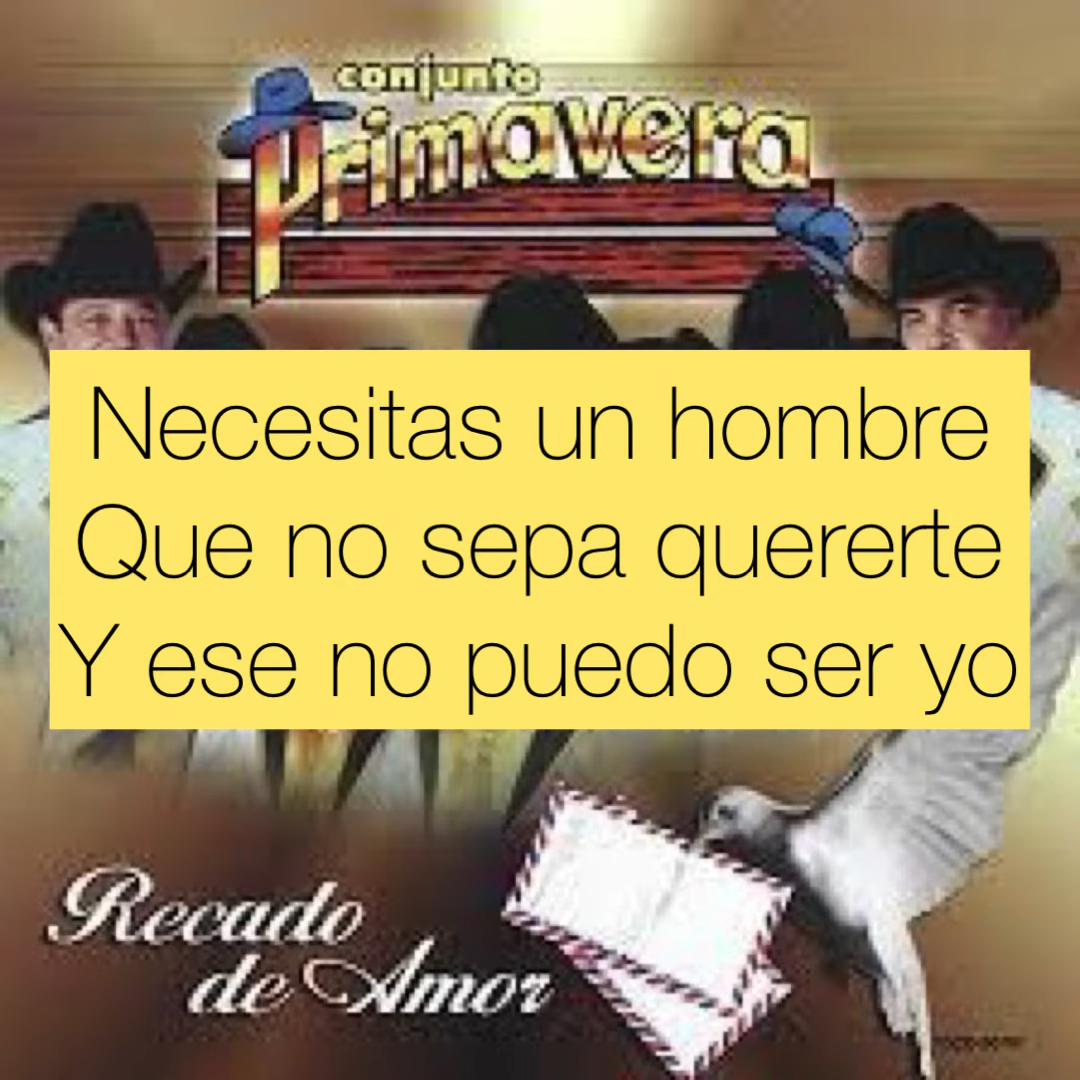 conjunto
Primavera
Necesitas un hombre
Que no sepa quererte
Y ese no puedo ser yo
Recado
de Amor